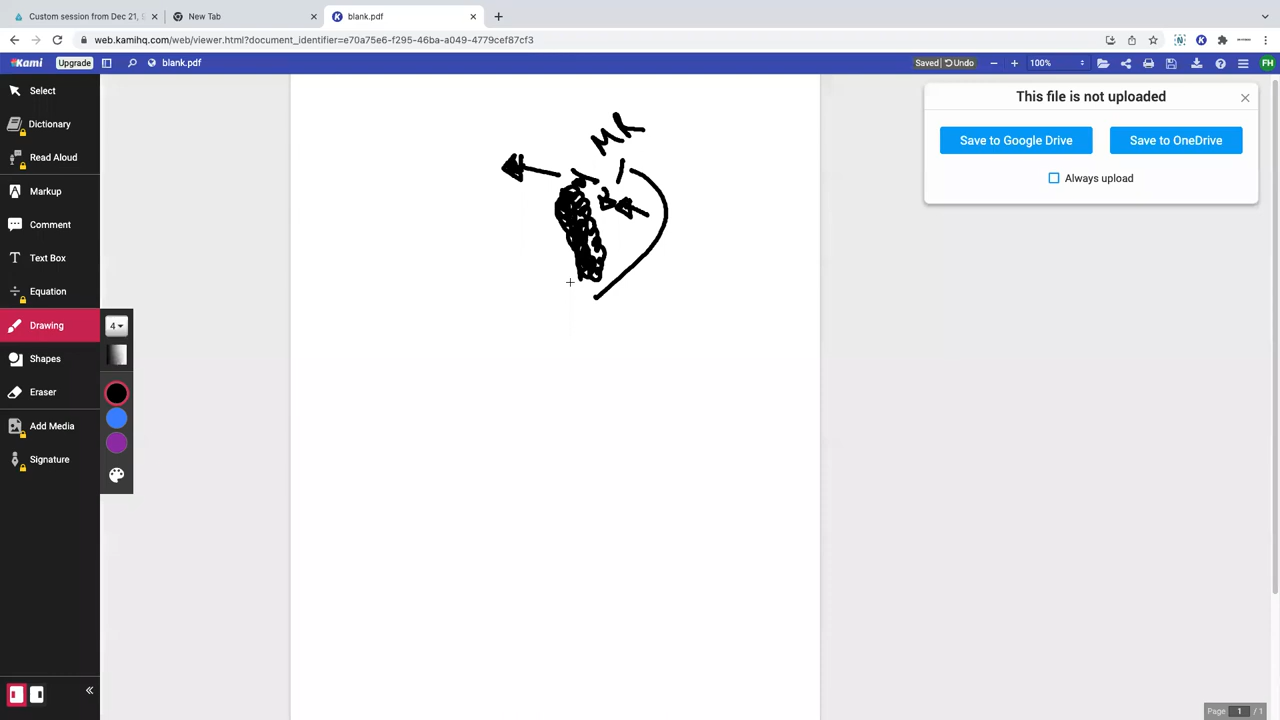 Custom session from Dec 21,
New Tab
blank.pdf
web.kamihq.com/web/viewer.html?document_identifier=e70a75e6-f295-46ba-a049-4779cef87cf3
Kami
Upgrade
blank.pdf
Saved
Undo
100%
FH
Select
Dictionary
Read Aloud
Markup
Comment
Text Box
Equation
Drawing
Shapes
Eraser
Add Media
Signature
4
MK
This file is not uploaded
Save to Google Drive
Save to OneDrive
Always upload
Page 1 / 1